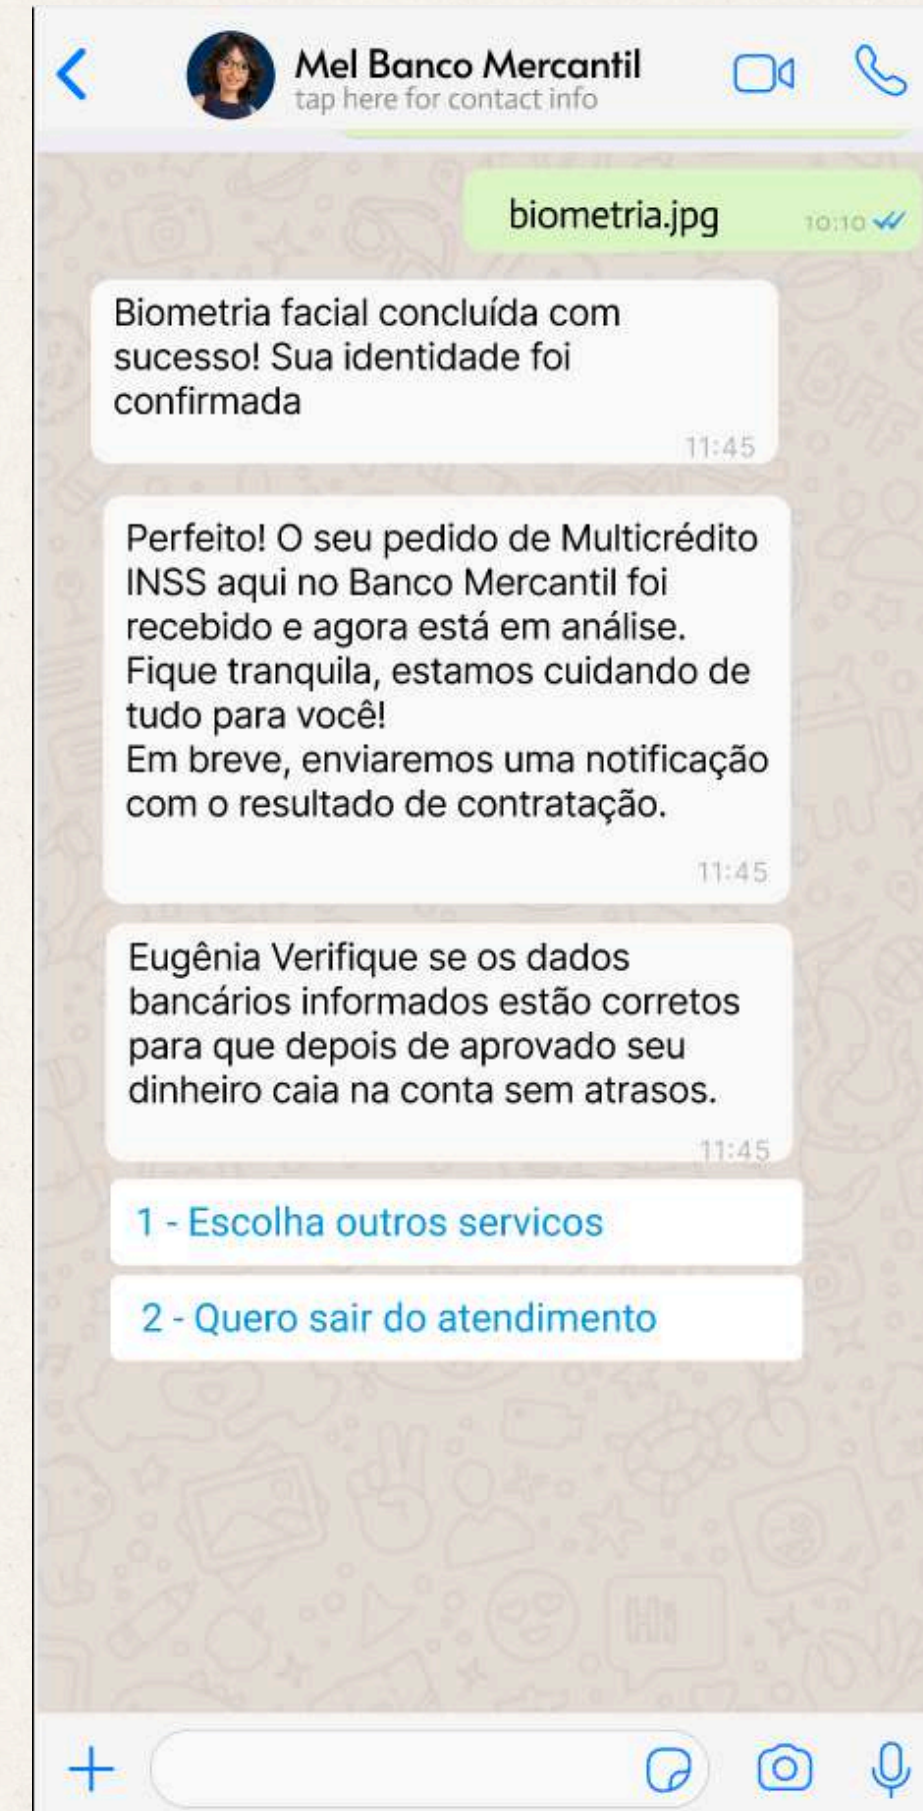 Mel Banco Mercantil
tap here for contact info
biometria.jpg
10:10
Biometria facial concluída com
sucesso! Sua identidade foi
confirmada
11:45
Perfeito! O seu pedido de Multicrédito
INSS aqui no Banco Mercantil foi
recebido e agora está em análise.
Fique tranquila, estamos cuidando de
tudo para você!
Em breve, enviaremos uma notificação
com o resultado de contratação.
11:45
Eugênia Verifique se os dados
bancários informados estão corretos
para que depois de aprovado seu
dinheiro caia na conta sem atrasos.
11:45
1 - Escolha outros servicos
2 - Quero sair do atendimento